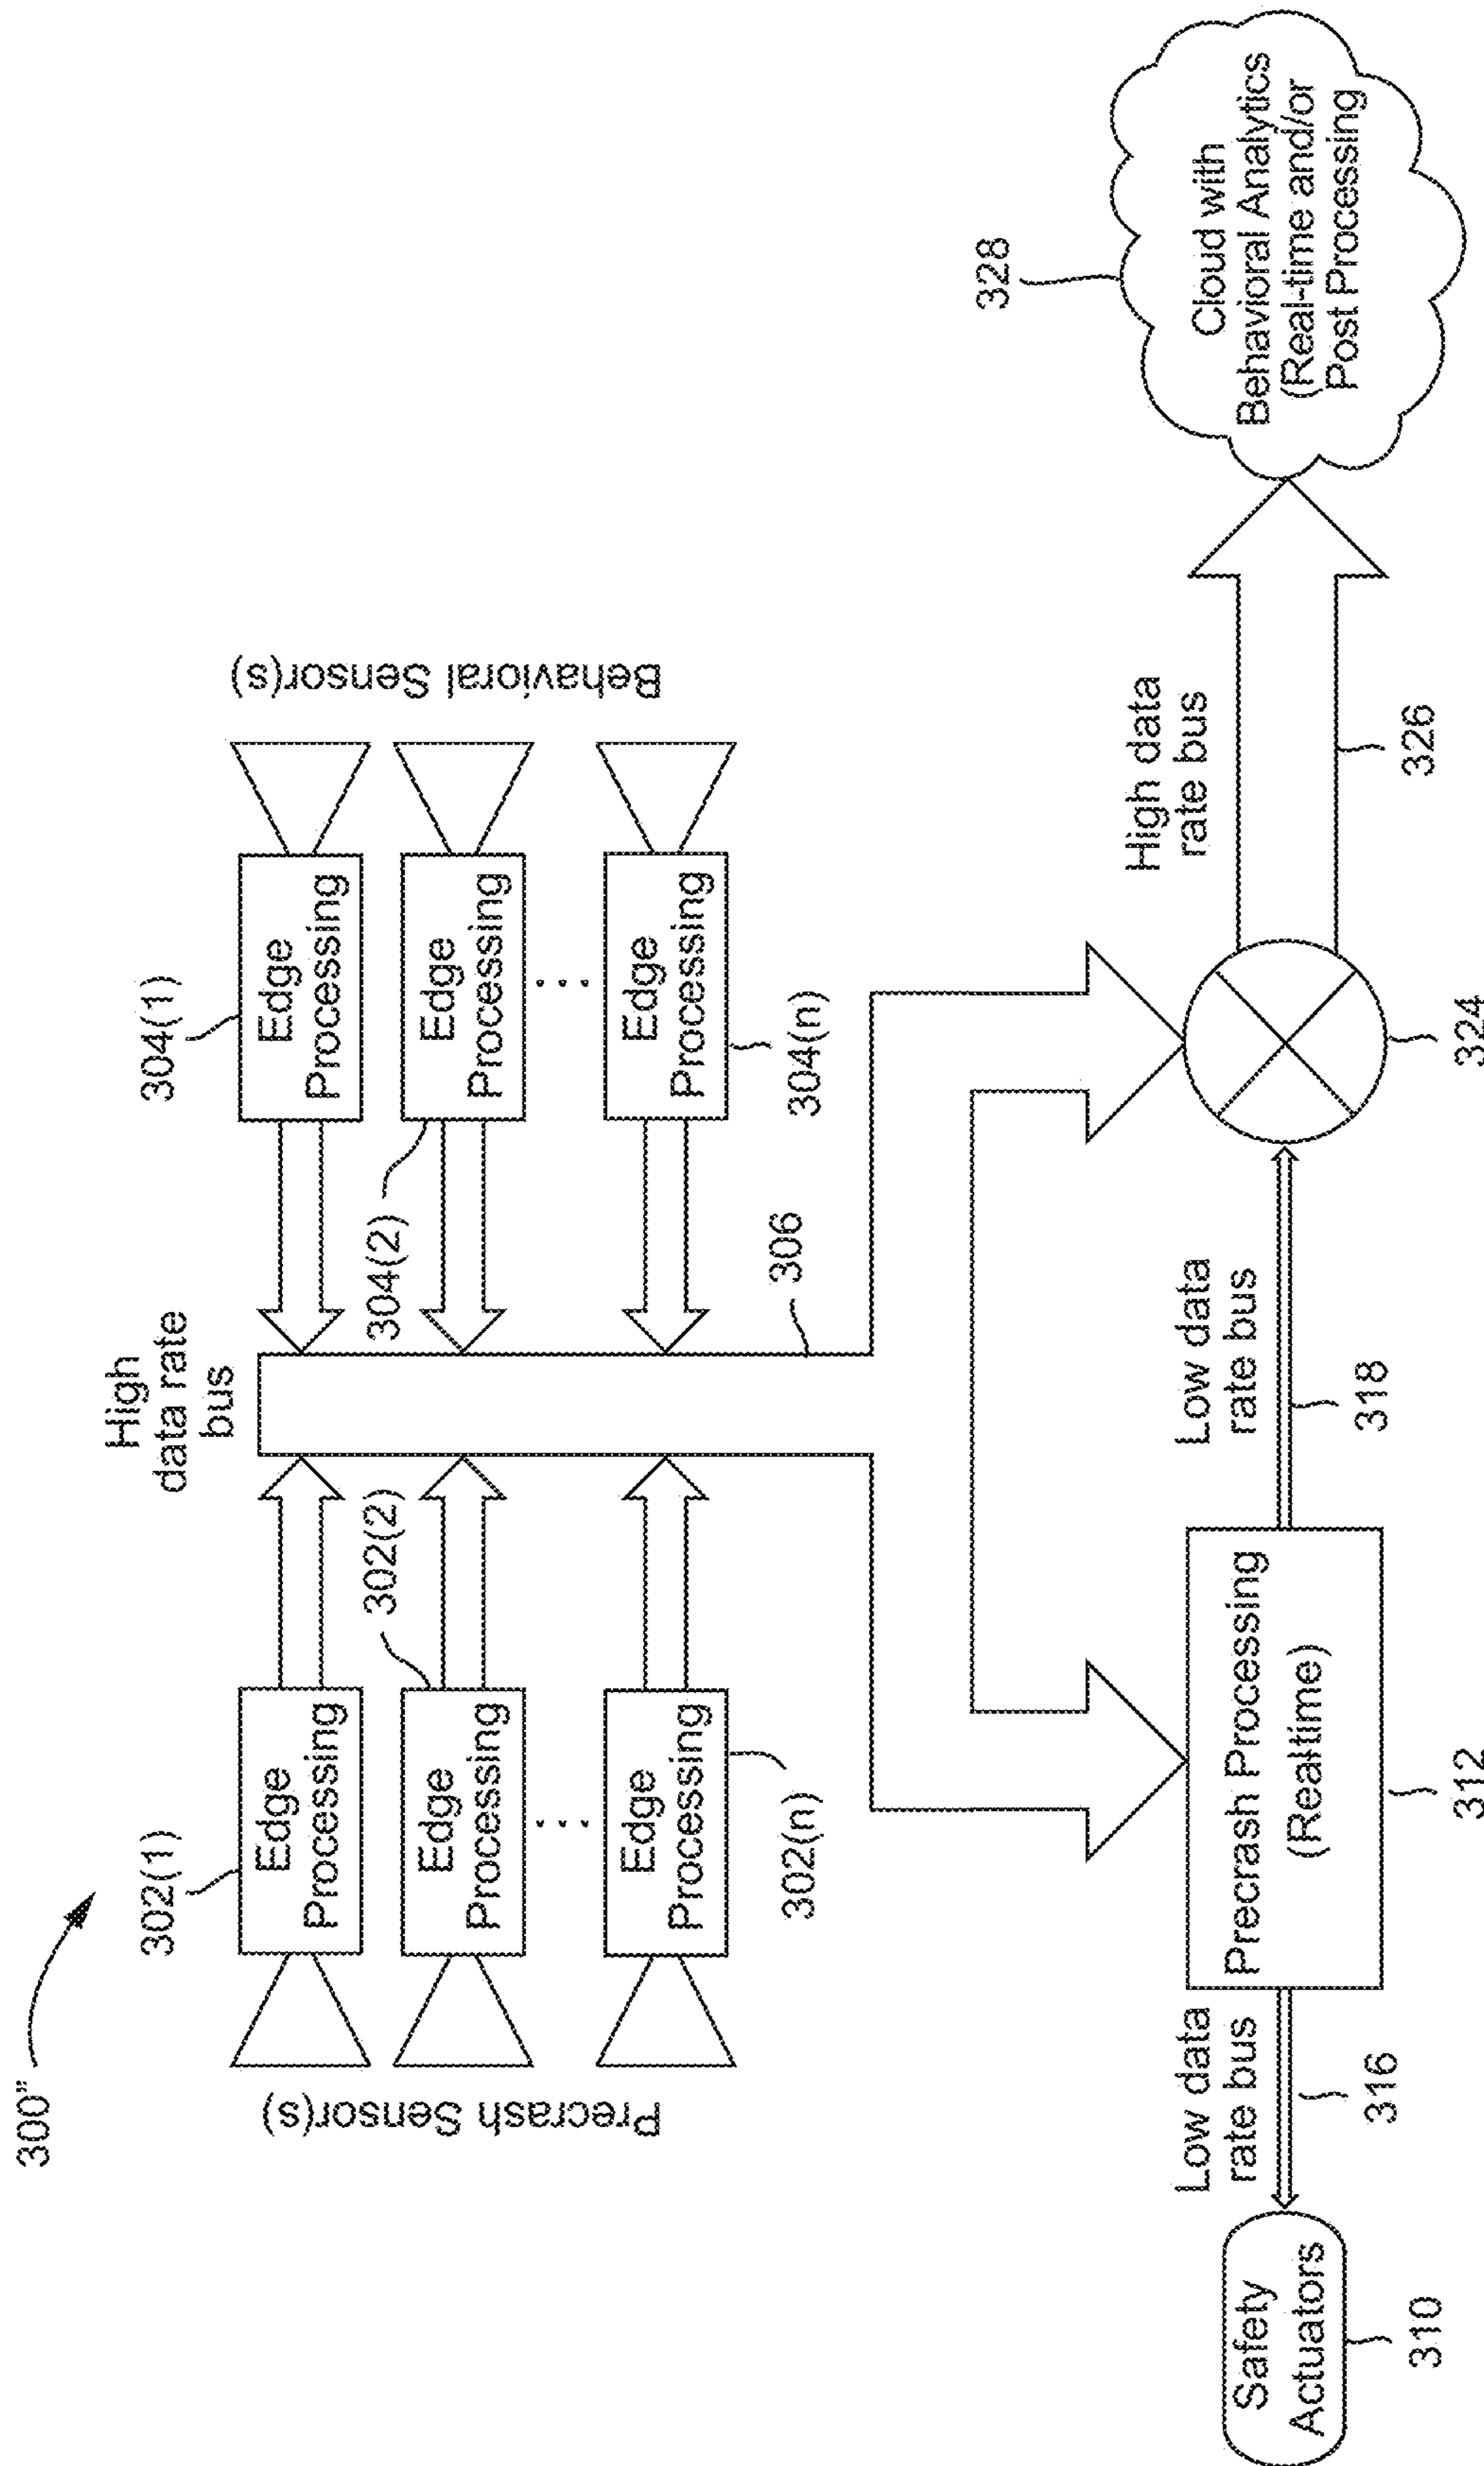 300”
High
data rate
bus
302(1)
Edge
Processing
304(1)
Edge
Processing
Precrash Sensor(s)
Behavioral Sensor(s)
302(2)
Edge
Processing
304(2)
Edge
Processing
. . .
. . .
Edge
Processing
302(n)
Edge
Processing
304(n)
306
Low data
rate bus
316
Safety
Actuators
310
Precrash Processing
(Realtime)
312
Low data
rate bus
318
324
High data
rate bus
326
328
Cloud with
Behavioral Analytics
(Real-time and/or
Post Processing